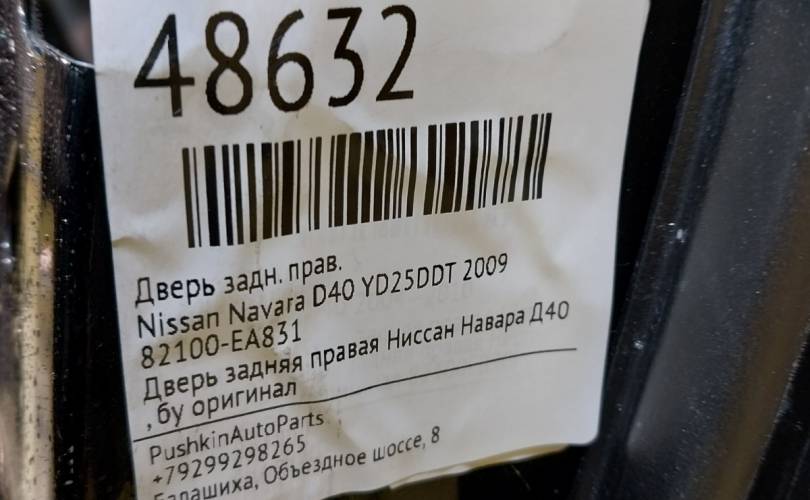 48632
Дверь задн. прав.
Nissan Navara D40 YD25DDT 2009
82100-EA831
Дверь задняя правая Ниссан Навара Д40
, бу оригинал
PushkinAutoParts
+79299298265
Балашиха, Объездное шоссе, 8